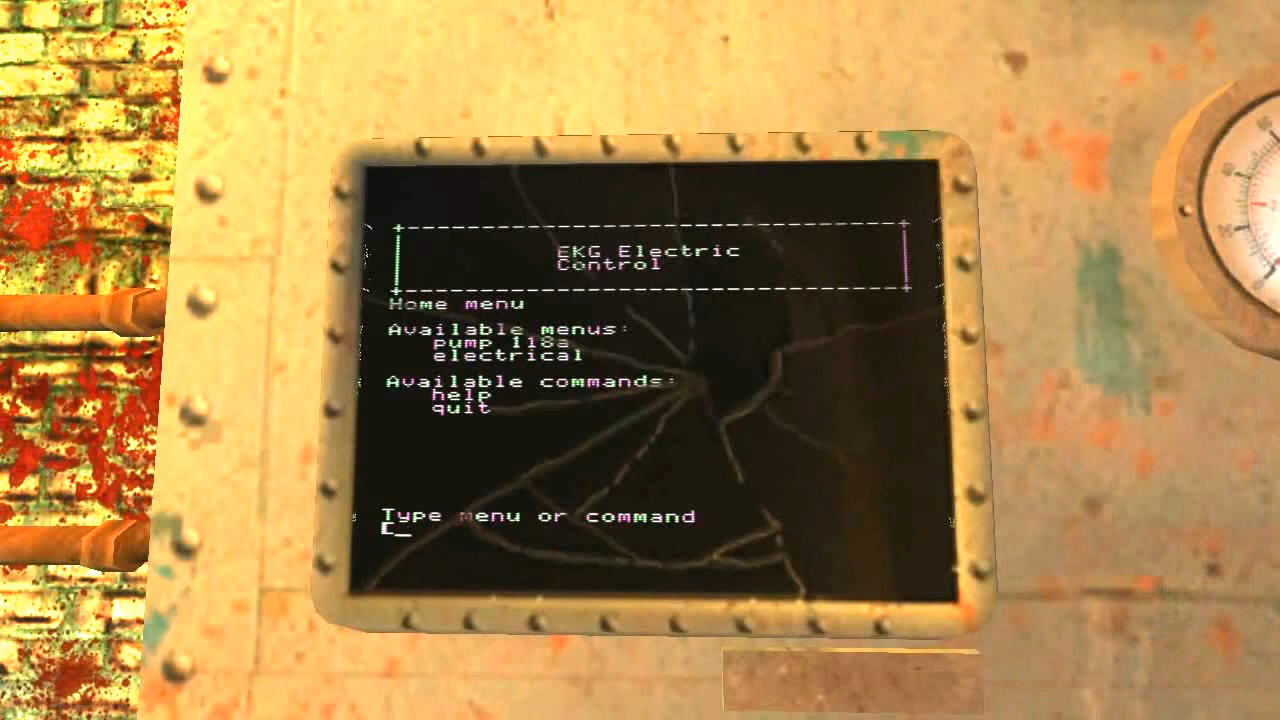 EKG Electric
Control
Home menu
Available menus:
pump 118a
electrical
Available commands:
help
quit
Type menu or command
[_